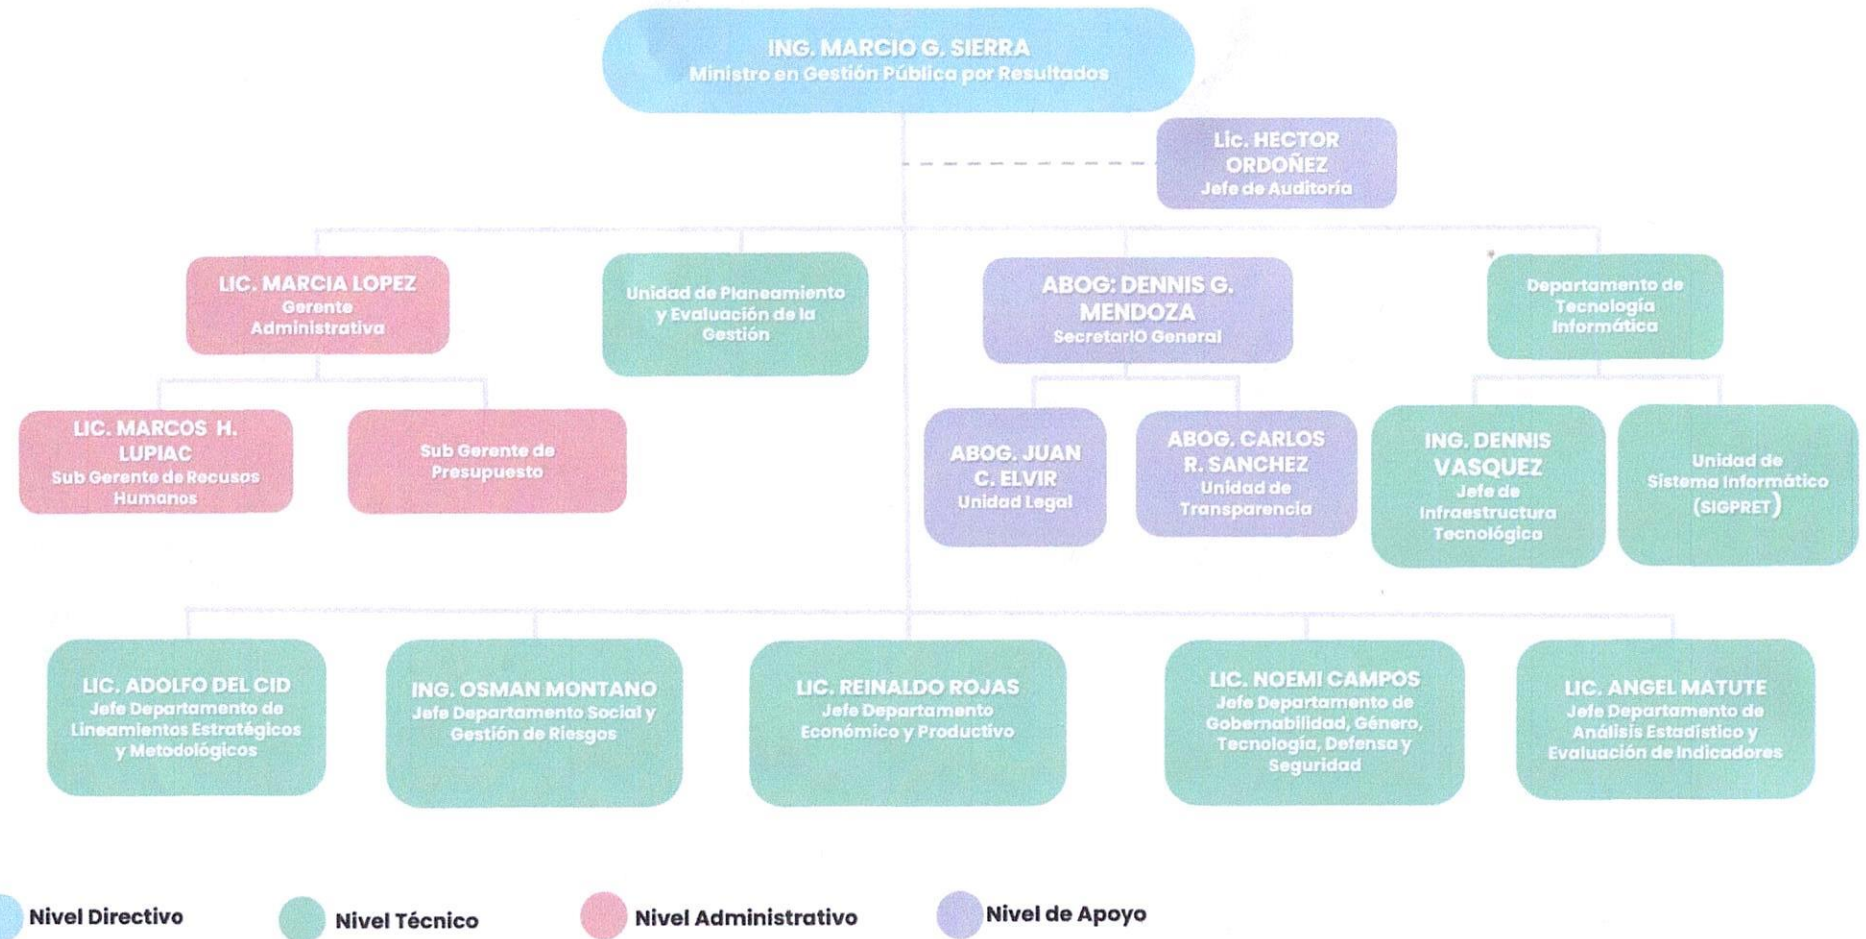 ING. MARCIO G. SIERRA
Ministro en Gestión Pública por Resultados
Lic. HECTOR
ORDOÑEZ
Jefe de Auditoría
LIC. MARCIA LOPEZ
Gerente
Administrativa
Unidad de Planeamiento
y Evaluación de la
Gestión
ABOG: DENNIS G.
MENDOZA
SecretarIO General
Departamento de
Tecnología
Informática
LIC. MARCOS H.
LUPIAC
Sub Gerente de Recusos
Humanos
Sub Gerente de
Presupuesto
ABOG. JUAN
C. ELVIR
Unidad Legal
ABOG. CARLOS
R. SANCHEZ
Unidad de
Transparencia
ING. DENNIS
VASQUEZ
Jefe de
Infraestructura
Tecnológica
Unidad de
Sistema Informático
(SIGPRET)
LIC. ADOLFO DEL CID
Jefe Departamento de
Lineamientos Estratégicos
y Metodológicos
ING. OSMAN MONTANO
Jefe Departamento Social y
Gestión de Riesgos
LIC. REINALDO ROJAS
Jefe Departamento
Económico y Productivo
LIC. NOEMI CAMPOS
Jefe Departamento de
Gobernabilidad, Género,
Tecnología, Defensa y
Seguridad
LIC. ANGEL MATUTE
Jefe Departamento de
Análisis Estadístico y
Evaluación de Indicadores
Nivel Directivo
Nivel Técnico
Nivel Administrativo
Nivel de Apoyo